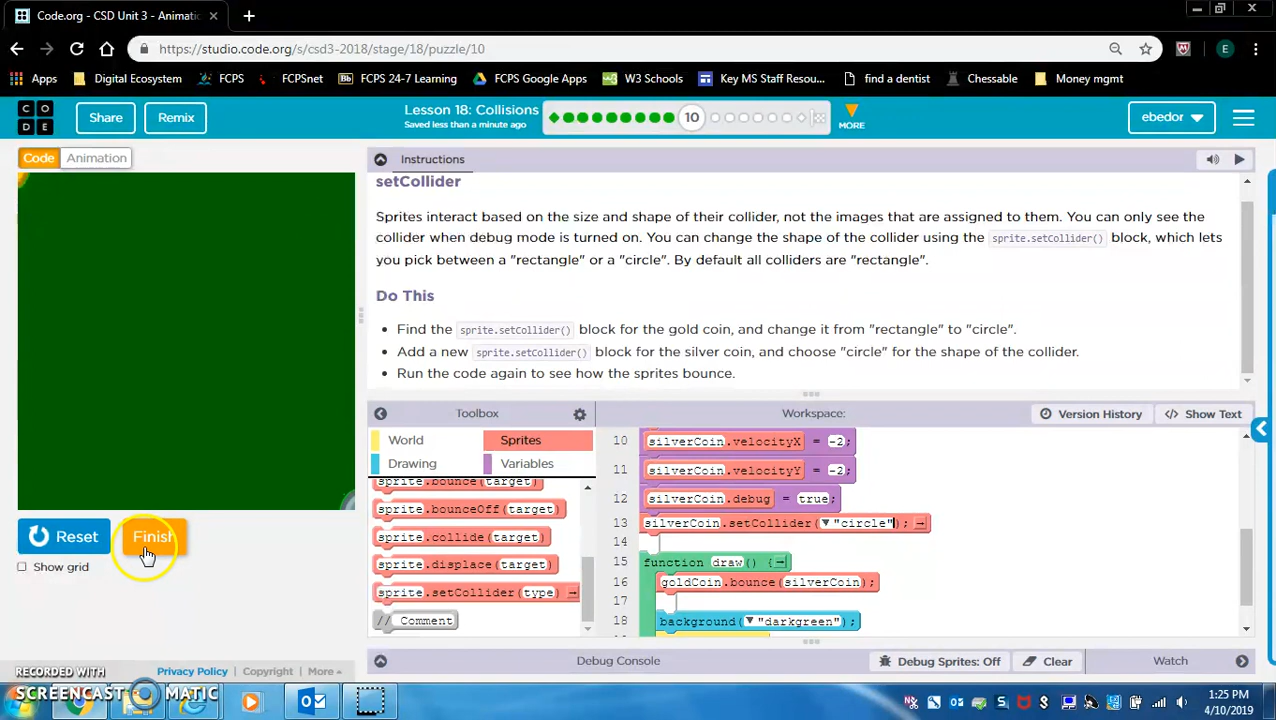 Code.org - CSD Unit 3 - Animatio
https://studio.code.org/s/csd3-2018/stage/18/puzzle/10
E
Apps Digital Ecosystem FCPS FCPSnet Bb FCPS 24-7 Learning FCPS Google Apps W3 Schools Key MS Staff Resou... find a dentist Chessable Money mgmt
C O D E
Share Remix
Lesson 18: Collisions
Saved less than a minute ago
10
MORE
ebedor
Code Animation
Instructions
setCollider
Sprites interact based on the size and shape of their collider, not the images that are assigned to them. You can only see the
collider when debug mode is turned on. You can change the shape of the collider using the sprite.setCollider() block, which lets
you pick between a "rectangle" or a "circle". By default all colliders are "rectangle".
Do This
Find the sprite.setCollider() block for the gold coin, and change it from "rectangle" to "circle".
Add a new sprite.setCollider() block for the silver coin, and choose "circle" for the shape of the collider.
Run the code again to see how the sprites bounce.
Toolbox
Workspace: Version History </> Show Text
World Sprites
Drawing Variables
sprite.bounce(target)
sprite.bounceOff(target)
sprite.collide(target)
sprite.displace(target)
sprite.setCollider(type)
// Comment
10 silverCoin.velocityX = -2;
11 silverCoin.velocityY = -2;
12 silverCoin.debug = true;
13 silverCoin.setCollider("circle");
14
15 function draw() {
16 goldCoin.bounce(silverCoin);
17
18 background("darkgreen");
Reset Finish
Show grid
Debug Console Debug Sprites: Off Clear Watch
Privacy Policy Copyright More
RECORDED WITH
SCREENCAST MATIC
1:25 PM
4/10/2019